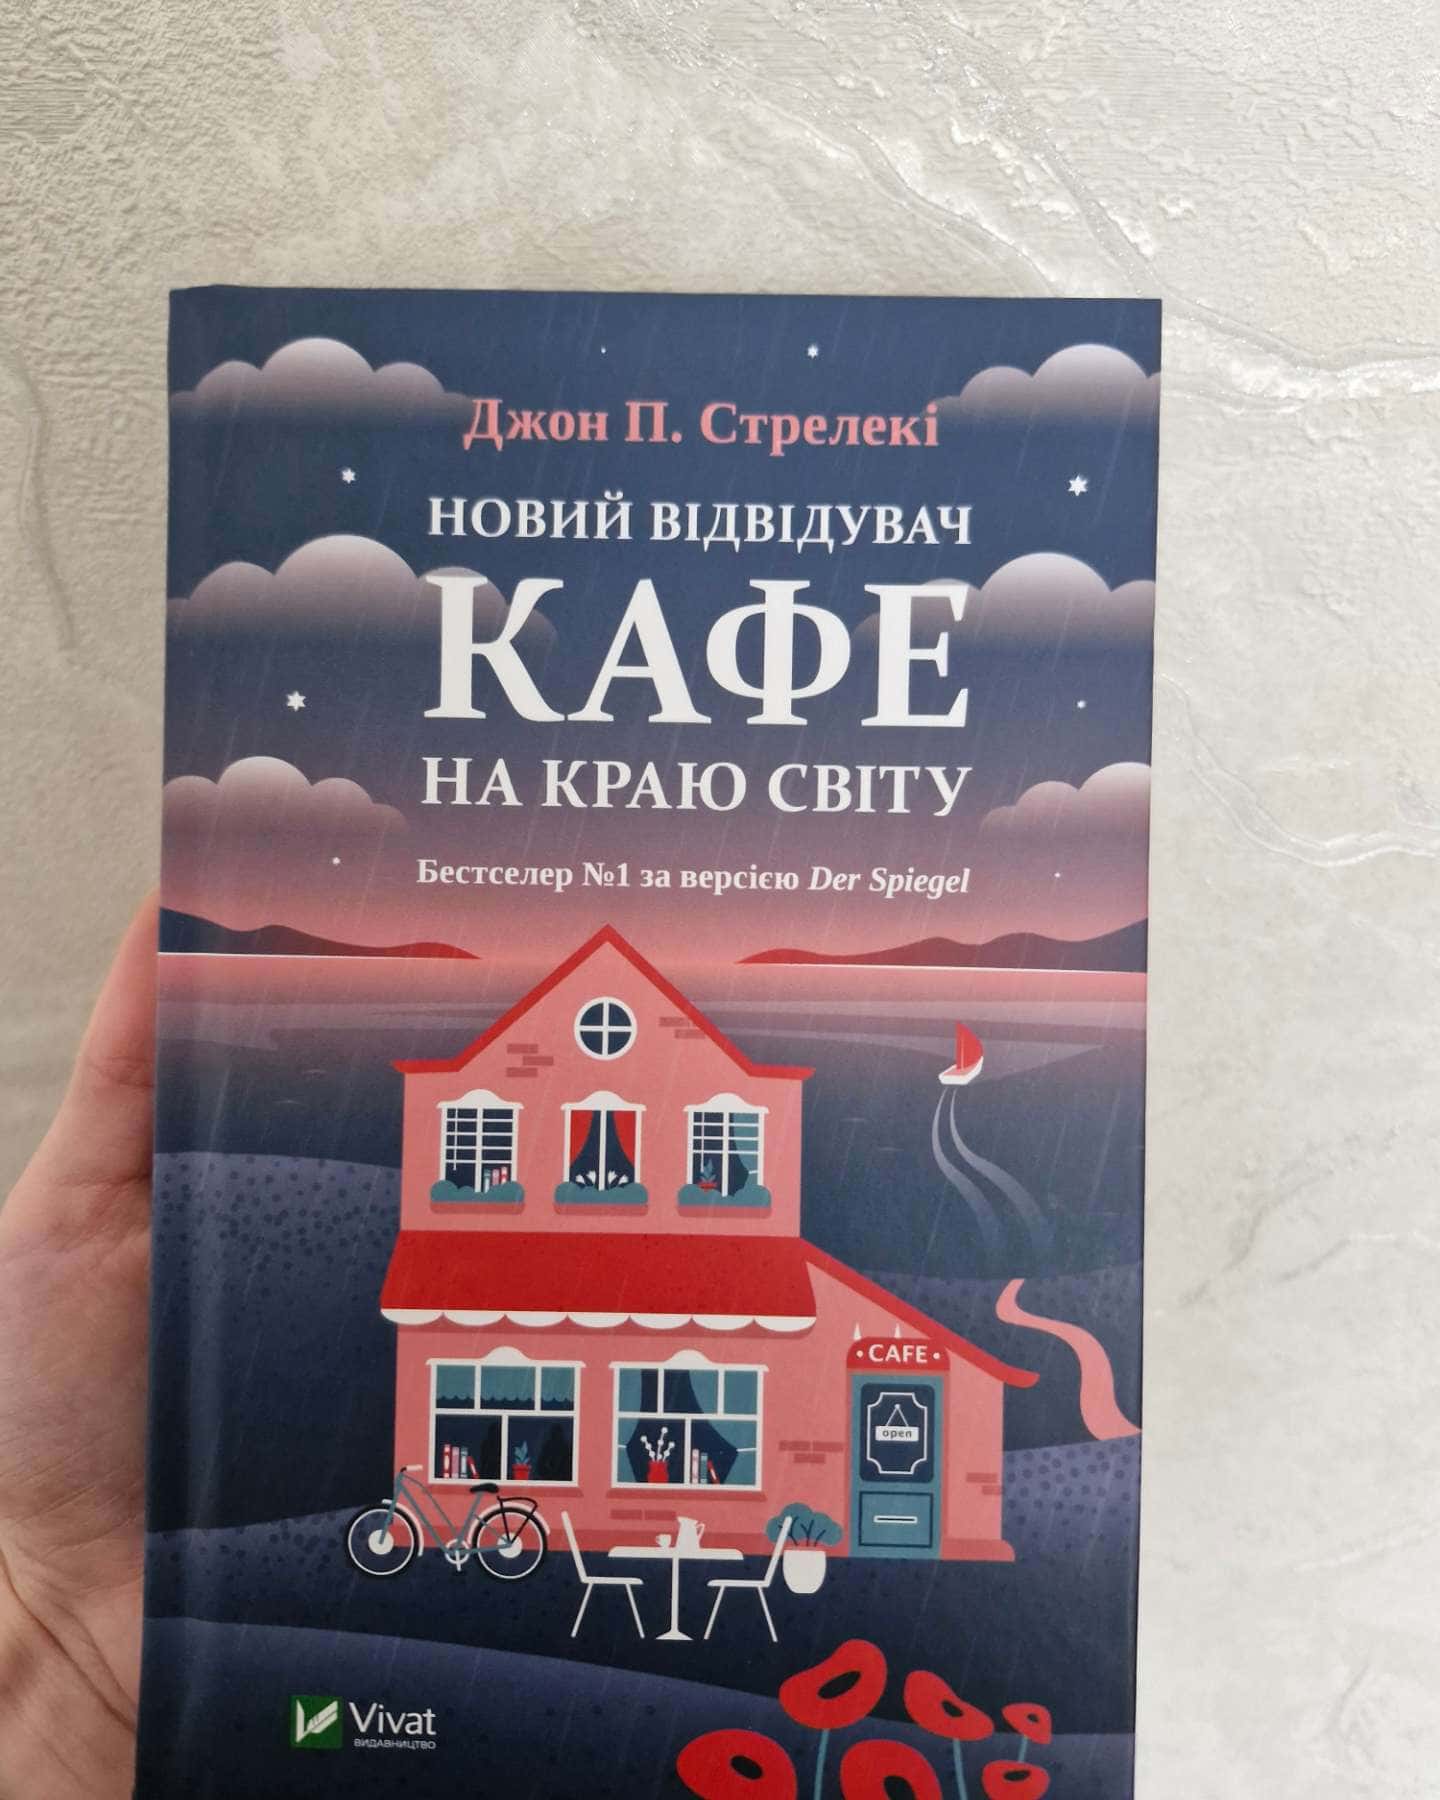 Джон П. Стрелекі
НОВИЙ ВІДВІДУВАЧ
КАФЕ
НА КРАЮ СВІТУ
Бестселер №1 за версією Der Spiegel
• CAFE •
open
Vivat
ВИДАВНИЦТВО